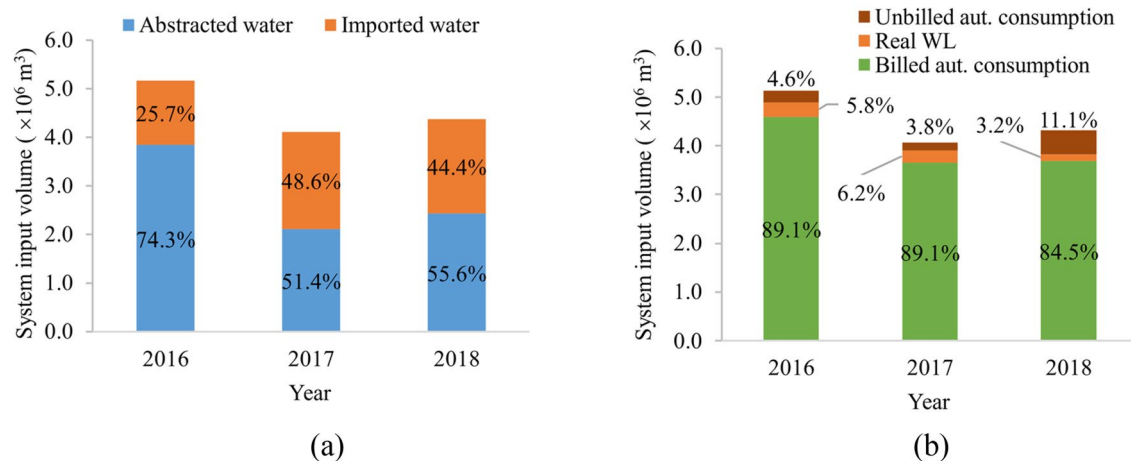 Abstracted water Imported water
System input volume ( ×10⁶ m³)
6.0
5.0
4.0
3.0
2.0
1.0
0.0
25.7%
74.3%
48.6%
51.4%
44.4%
55.6%
2016 2017 2018
Year
(a)
Unbilled aut. consumption
Real WL
Billed aut. consumption
System input volume ( ×10⁶ m³)
6.0
5.0
4.0
3.0
2.0
1.0
0.0
4.6%
5.8%
89.1%
3.8%
6.2%
89.1%
11.1%
3.2%
84.5%
2016 2017 2018
Year
(b)